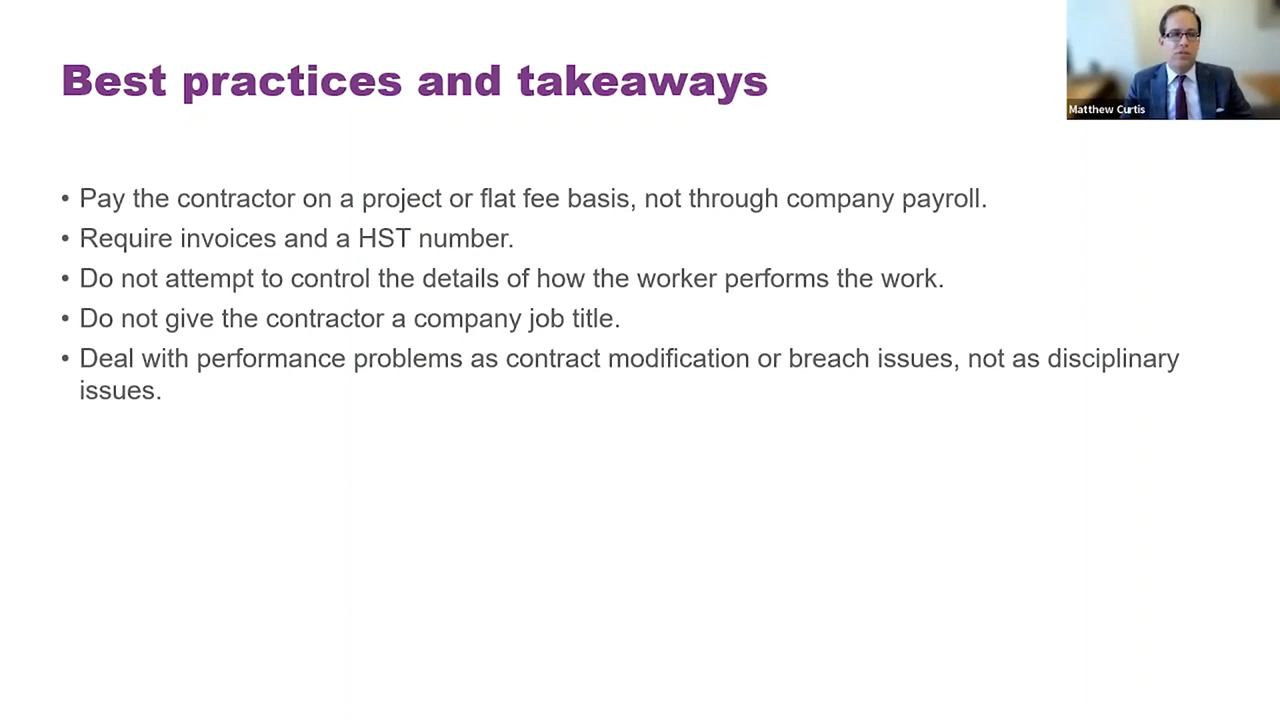 Best practices and takeaways
Matthew Curtis
• Pay the contractor on a project or flat fee basis, not through company payroll.
• Require invoices and a HST number.
• Do not attempt to control the details of how the worker performs the work.
• Do not give the contractor a company job title.
• Deal with performance problems as contract modification or breach issues, not as disciplinary
issues.